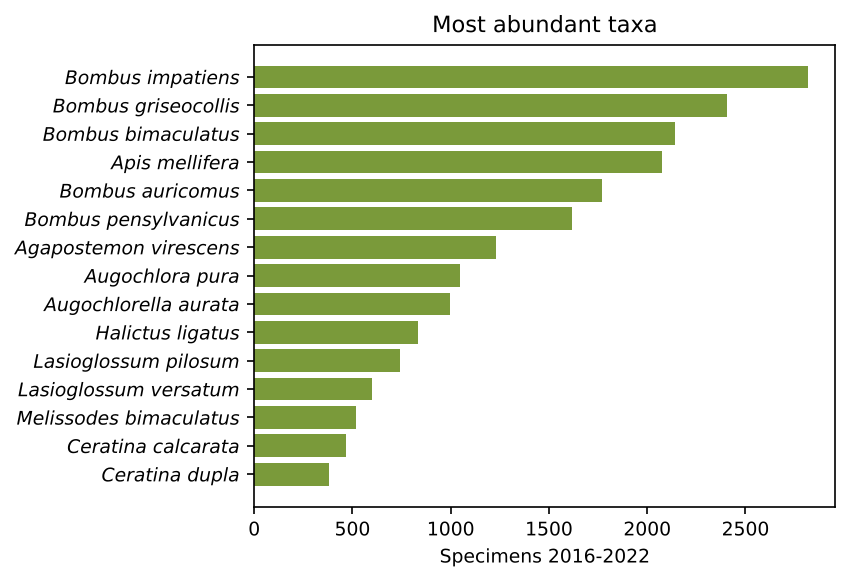 Most abundant taxa
Bombus impatiens
Bombus griseocollis
Bombus bimaculatus
Apis mellifera
Bombus auricomus
Bombus pensylvanicus
Agapostemon virescens
Augochlora pura
Augochlorella aurata
Halictus ligatus
Lasioglossum pilosum
Lasioglossum versatum
Melissodes bimaculatus
Ceratina calcarata
Ceratina dupla
0 500 1000 1500 2000 2500
Specimens 2016-2022